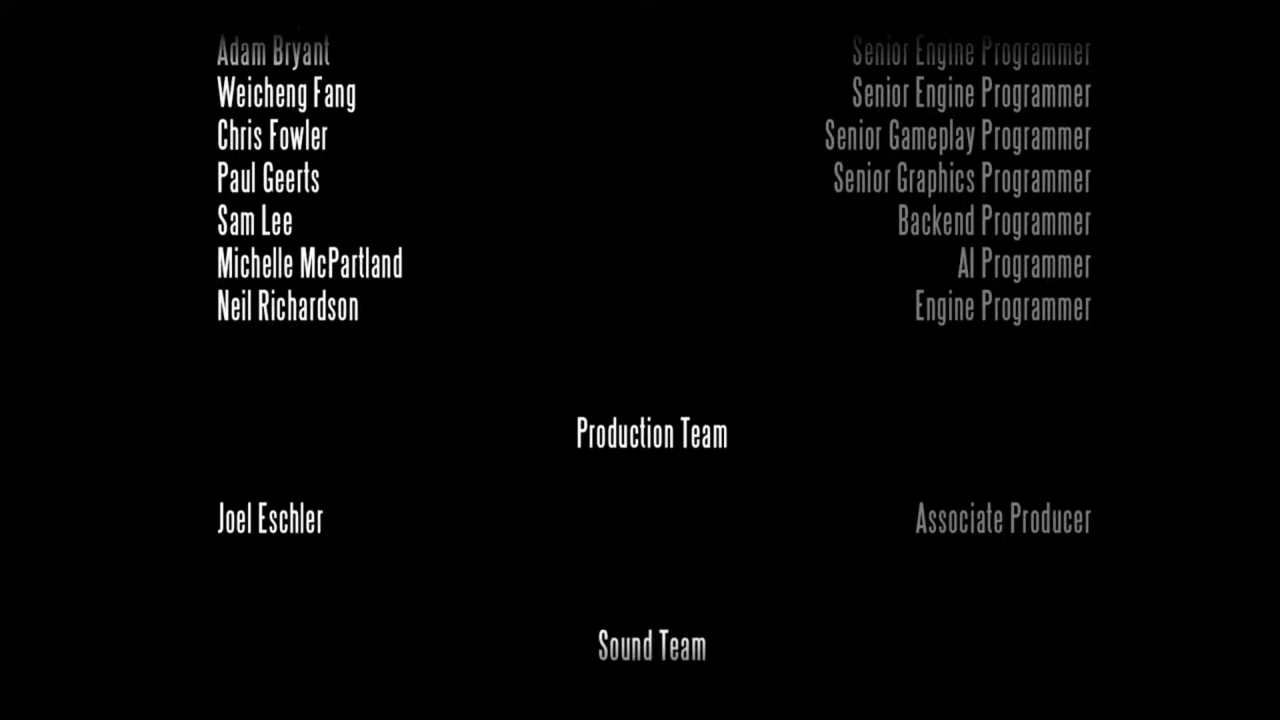 Adam Bryant Senior Engine Programmer
Weicheng Fang Senior Engine Programmer
Chris Fowler Senior Gameplay Programmer
Paul Geerts Senior Graphics Programmer
Sam Lee Backend Programmer
Michelle McPartland AI Programmer
Neil Richardson Engine Programmer
Production Team
Joel Eschler Associate Producer
Sound Team